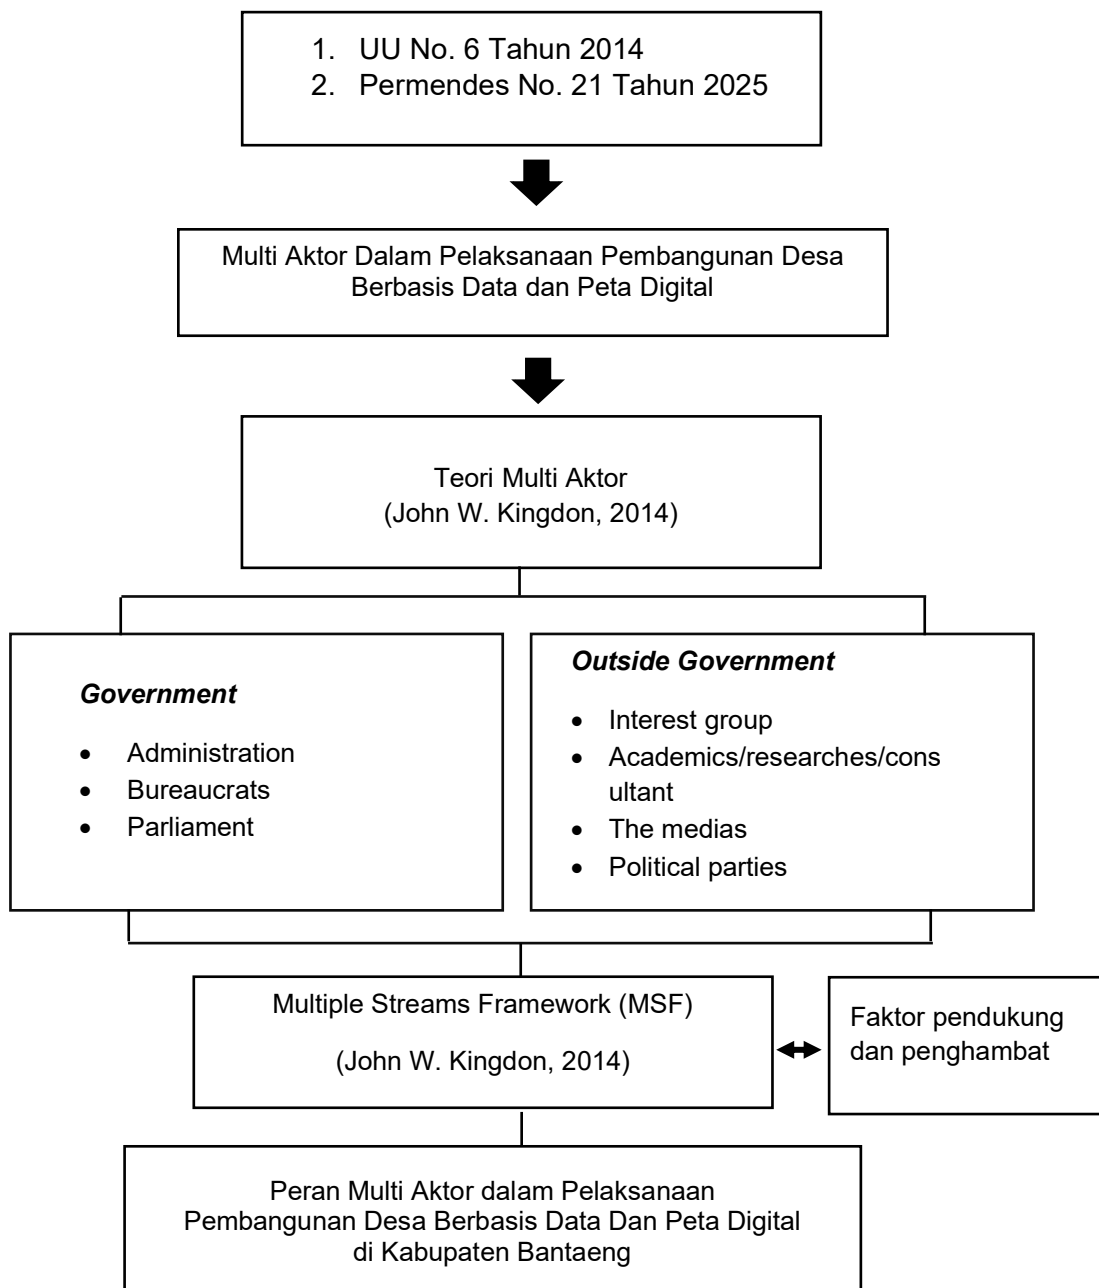 1. UU No. 6 Tahun 2014
2. Permendes No. 21 Tahun 2025
Multi Aktor Dalam Pelaksanaan Pembangunan Desa
Berbasis Data dan Peta Digital
Teori Multi Aktor
(John W. Kingdon, 2014)
Government
• Administration
• Bureaucrats
• Parliament
Outside Government
• Interest group
• Academics/researches/cons
ultant
• The medias
• Political parties
Multiple Streams Framework (MSF)
(John W. Kingdon, 2014)
Faktor pendukung
dan penghambat
Peran Multi Aktor dalam Pelaksanaan
Pembangunan Desa Berbasis Data Dan Peta Digital
di Kabupaten Bantaeng